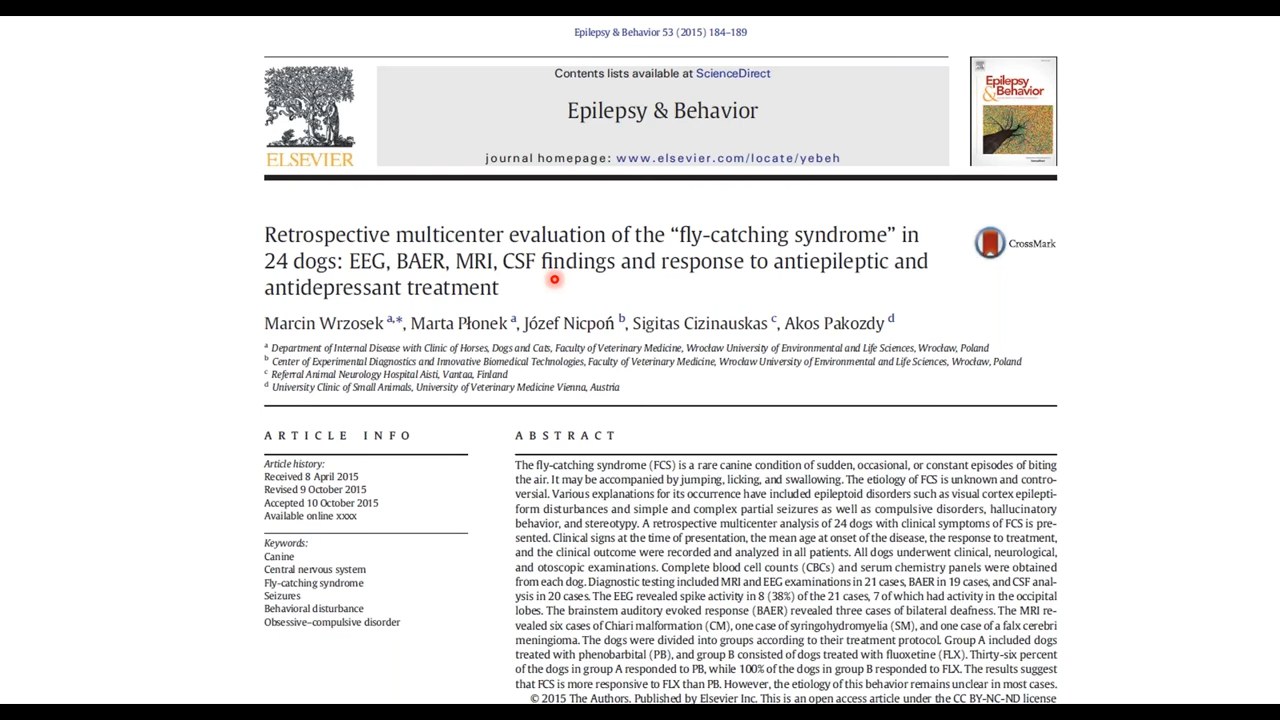 Epilepsy & Behavior 53 (2015) 184–189
Contents lists available at ScienceDirect
Epilepsy & Behavior
journal homepage: www.elsevier.com/locate/yebeh
ELSEVIER
Epilepsy
& Behavior
Retrospective multicenter evaluation of the “fly-catching syndrome” in
24 dogs: EEG, BAER, MRI, CSF findings and response to antiepileptic and
antidepressant treatment
CrossMark
Marcin Wrzosek a,*, Marta Płonek a, Józef Nicpoń b, Sigitas Cizinauskas c, Akos Pakozdy d
a Department of Internal Disease with Clinic of Horses, Dogs and Cats, Faculty of Veterinary Medicine, Wrocław University of Environmental and Life Sciences, Wrocław, Poland
b Center of Experimental Diagnostics and Innovative Biomedical Technologies, Faculty of Veterinary Medicine, Wrocław University of Environmental and Life Sciences, Wrocław, Poland
c Referral Animal Neurology Hospital Aisti, Vantaa, Finland
d University Clinic of Small Animals, University of Veterinary Medicine Vienna, Austria
ARTICLE INFO
Article history:
Received 8 April 2015
Revised 9 October 2015
Accepted 10 October 2015
Available online xxxx
Keywords:
Canine
Central nervous system
Fly-catching syndrome
Seizures
Behavioral disturbance
Obsessive–compulsive disorder
ABSTRACT
The fly-catching syndrome (FCS) is a rare canine condition of sudden, occasional, or constant episodes of biting
the air. It may be accompanied by jumping, licking, and swallowing. The etiology of FCS is unknown and contro-
versial. Various explanations for its occurrence have included epileptoid disorders such as visual cortex epilepti-
form disturbances and simple and complex partial seizures as well as compulsive disorders, hallucinatory
behavior, and stereotypy. A retrospective multicenter analysis of 24 dogs with clinical symptoms of FCS is pre-
sented. Clinical signs at the time of presentation, the mean age at onset of the disease, the response to treatment,
and the clinical outcome were recorded and analyzed in all patients. All dogs underwent clinical, neurological,
and otoscopic examinations. Complete blood cell counts (CBCs) and serum chemistry panels were obtained
from each dog. Diagnostic testing included MRI and EEG examinations in 21 cases, BAER in 19 cases, and CSF anal-
ysis in 20 cases. The EEG revealed spike activity in 8 (38%) of the 21 cases, 7 of which had activity in the occipital
lobes. The brainstem auditory evoked response (BAER) revealed three cases of bilateral deafness. The MRI re-
vealed six cases of Chiari malformation (CM), one case of syringohydromyelia (SM), and one case of a falx cerebri
meningioma. The dogs were divided into groups according to their treatment protocol. Group A included dogs
treated with phenobarbital (PB), and group B consisted of dogs treated with fluoxetine (FLX). Thirty-six percent
of the dogs in group A responded to PB, while 100% of the dogs in group B responded to FLX. The results suggest
that FCS is more responsive to FLX than PB. However, the etiology of this behavior remains unclear in most cases.
© 2015 The Authors. Published by Elsevier Inc. This is an open access article under the CC BY-NC-ND license